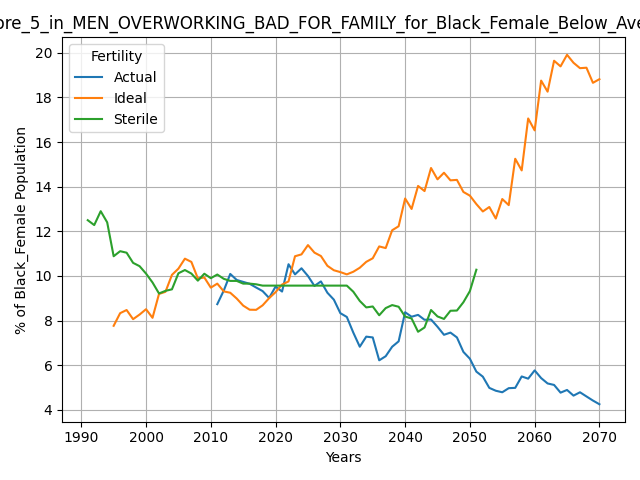 ore_5_in_MEN_OVERWORKING_BAD_FOR_FAMILY_for_Black_Female_Below_Ave
Fertility
Actual
Ideal
Sterile
% of Black_Female Population
20
18
16
14
12
10
8
6
4
1990 2000 2010 2020 2030 2040 2050 2060 2070
Years